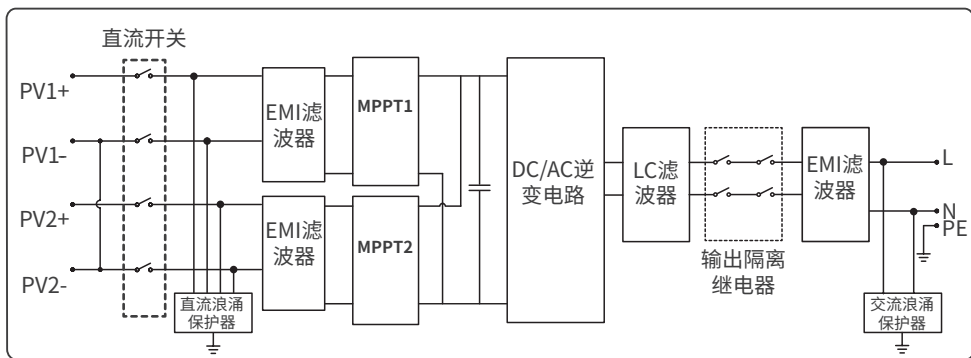 直流开关
PV1+
PV1-
PV2+
PV2-
EMI滤
波器
MPPT1
EMI滤
波器
MPPT2
直流浪涌
保护器
DC/AC逆
变电路
LC滤
波器
输出隔离
继电器
EMI滤
波器
L
N
PE
交流浪涌
保护器